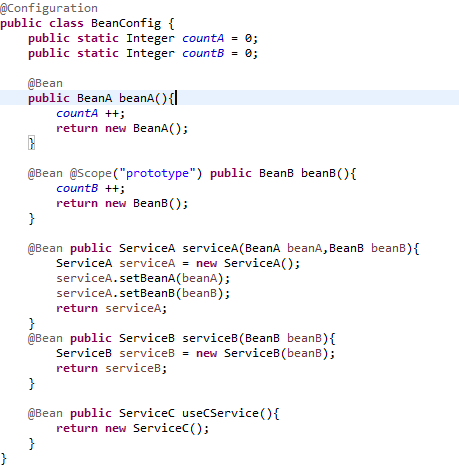 @Configuration
public class BeanConfig {
public static Integer countA = 0;
public static Integer countB = 0;
@Bean
public BeanA beanA(){
countA ++;
return new BeanA();
}
@Bean @Scope("prototype") public BeanB beanB(){
countB ++;
return new BeanB();
}
@Bean public ServiceA serviceA(BeanA beanA,BeanB beanB){
ServiceA serviceA = new ServiceA();
serviceA.setBeanA(beanA);
serviceA.setBeanB(beanB);
return serviceA;
}
@Bean public ServiceB serviceB(BeanB beanB){
ServiceB serviceB = new ServiceB(beanB);
return serviceB;
}
@Bean public ServiceC useCService(){
return new ServiceC();
}
}